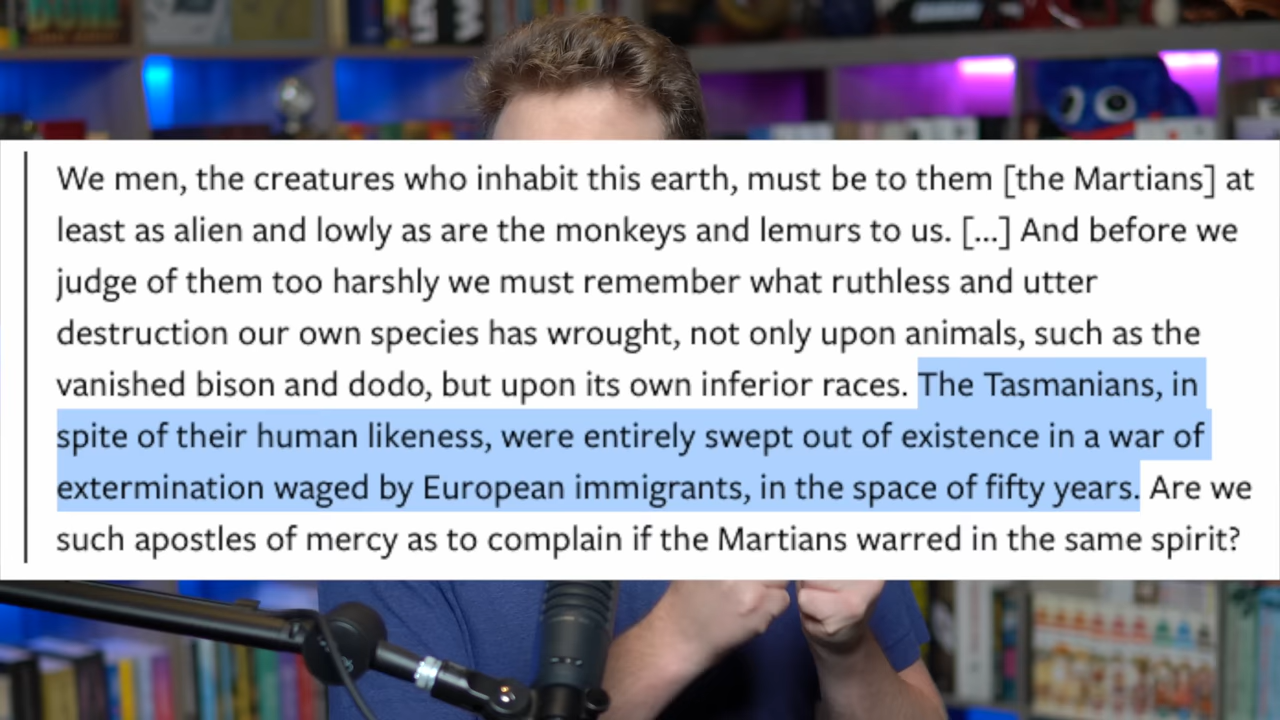 We men, the creatures who inhabit this earth, must be to them [the Martians] at
least as alien and lowly as are the monkeys and lemurs to us. [...] And before we
judge of them too harshly we must remember what ruthless and utter
destruction our own species has wrought, not only upon animals, such as the
vanished bison and dodo, but upon its own inferior races. The Tasmanians, in
spite of their human likeness, were entirely swept out of existence in a war of
extermination waged by European immigrants, in the space of fifty years. Are we
such apostles of mercy as to complain if the Martians warred in the same spirit?